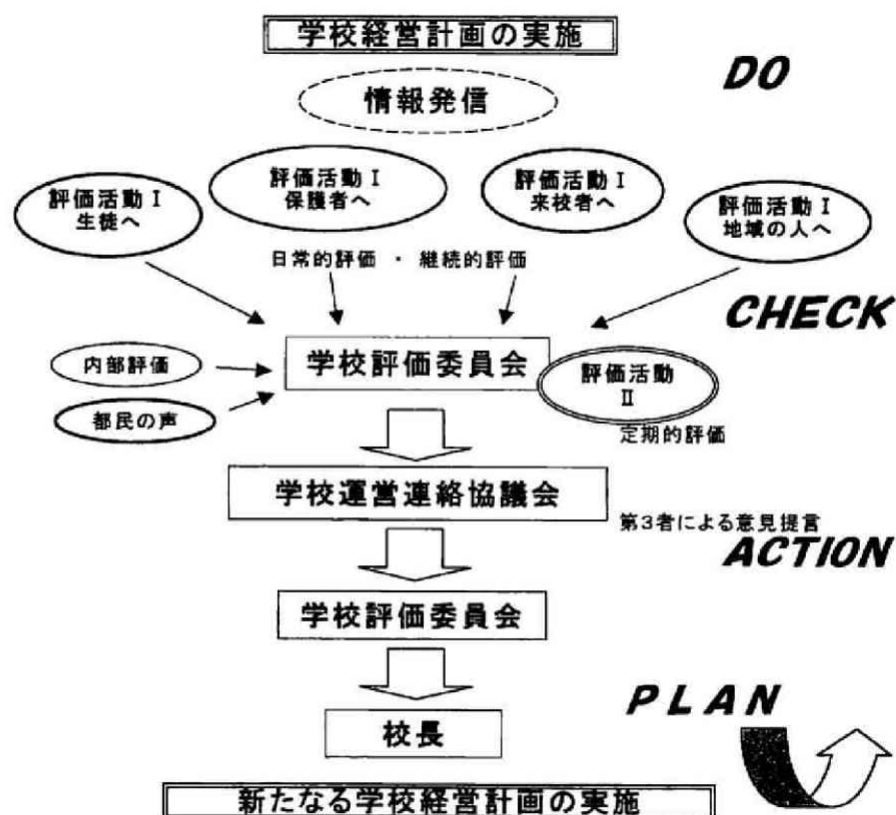 学校経営計画の実施
DO
情報発信
評価活動Ⅰ
生徒へ
評価活動Ⅰ
保護者へ
評価活動Ⅰ
来校者へ
評価活動Ⅰ
地域の人へ
日常的評価 ・ 継続的評価
CHECK
内部評価
学校評価委員会
評価活動
Ⅱ
都民の声
定期的評価
学校運営連絡協議会
第3者による意見提言
ACTION
学校評価委員会
PLAN
校長
新たなる学校経営計画の実施